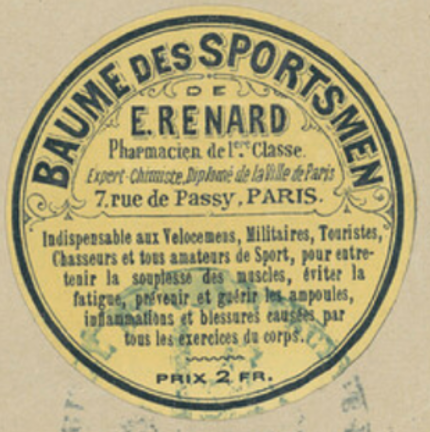 BAUME DES SPORTSMEN
DE
E. RENARD
Pharmacien de 1ere Classe.
Expert-Chimiste, Diplomé de la Ville de Paris
7, rue de Passy, PARIS.
Indispensable aux Velocemens, Militaires, Touristes,
Chasseurs et tous amateurs de Sport, pour entre-
tenir la souplesse des muscles, éviter la
fatigue, prévenir et guérir les ampoules,
inflammations et blessures causées par
tous les exercices du corps.
PRIX 2 FR.